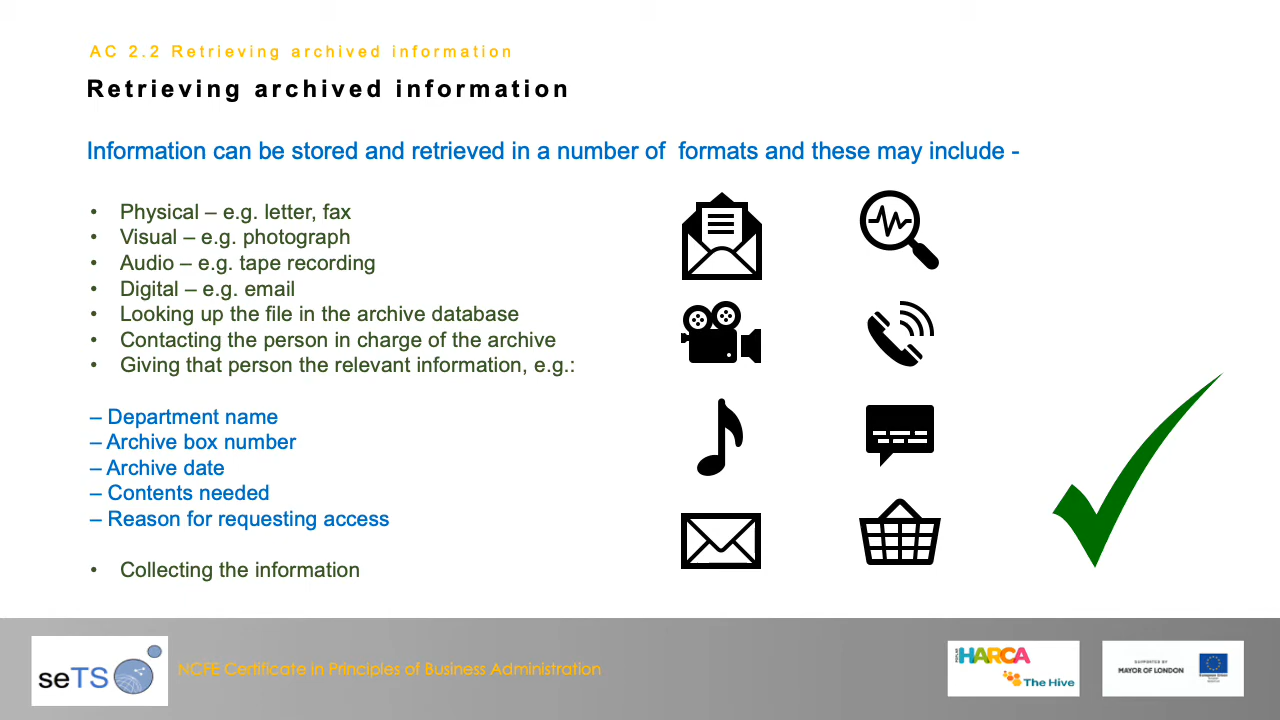 AC 2.2 Retrieving archived information
Retrieving archived information
Information can be stored and retrieved in a number of formats and these may include -
• Physical – e.g. letter, fax
• Visual – e.g. photograph
• Audio – e.g. tape recording
• Digital – e.g. email
• Looking up the file in the archive database
• Contacting the person in charge of the archive
• Giving that person the relevant information, e.g.:
– Department name
– Archive box number
– Archive date
– Contents needed
– Reason for requesting access
• Collecting the information
seTS
NCFE Certificate in Principles of Business Administration
HARCA
The Hive
SUPPORTED BY
MAYOR OF LONDON
European Union